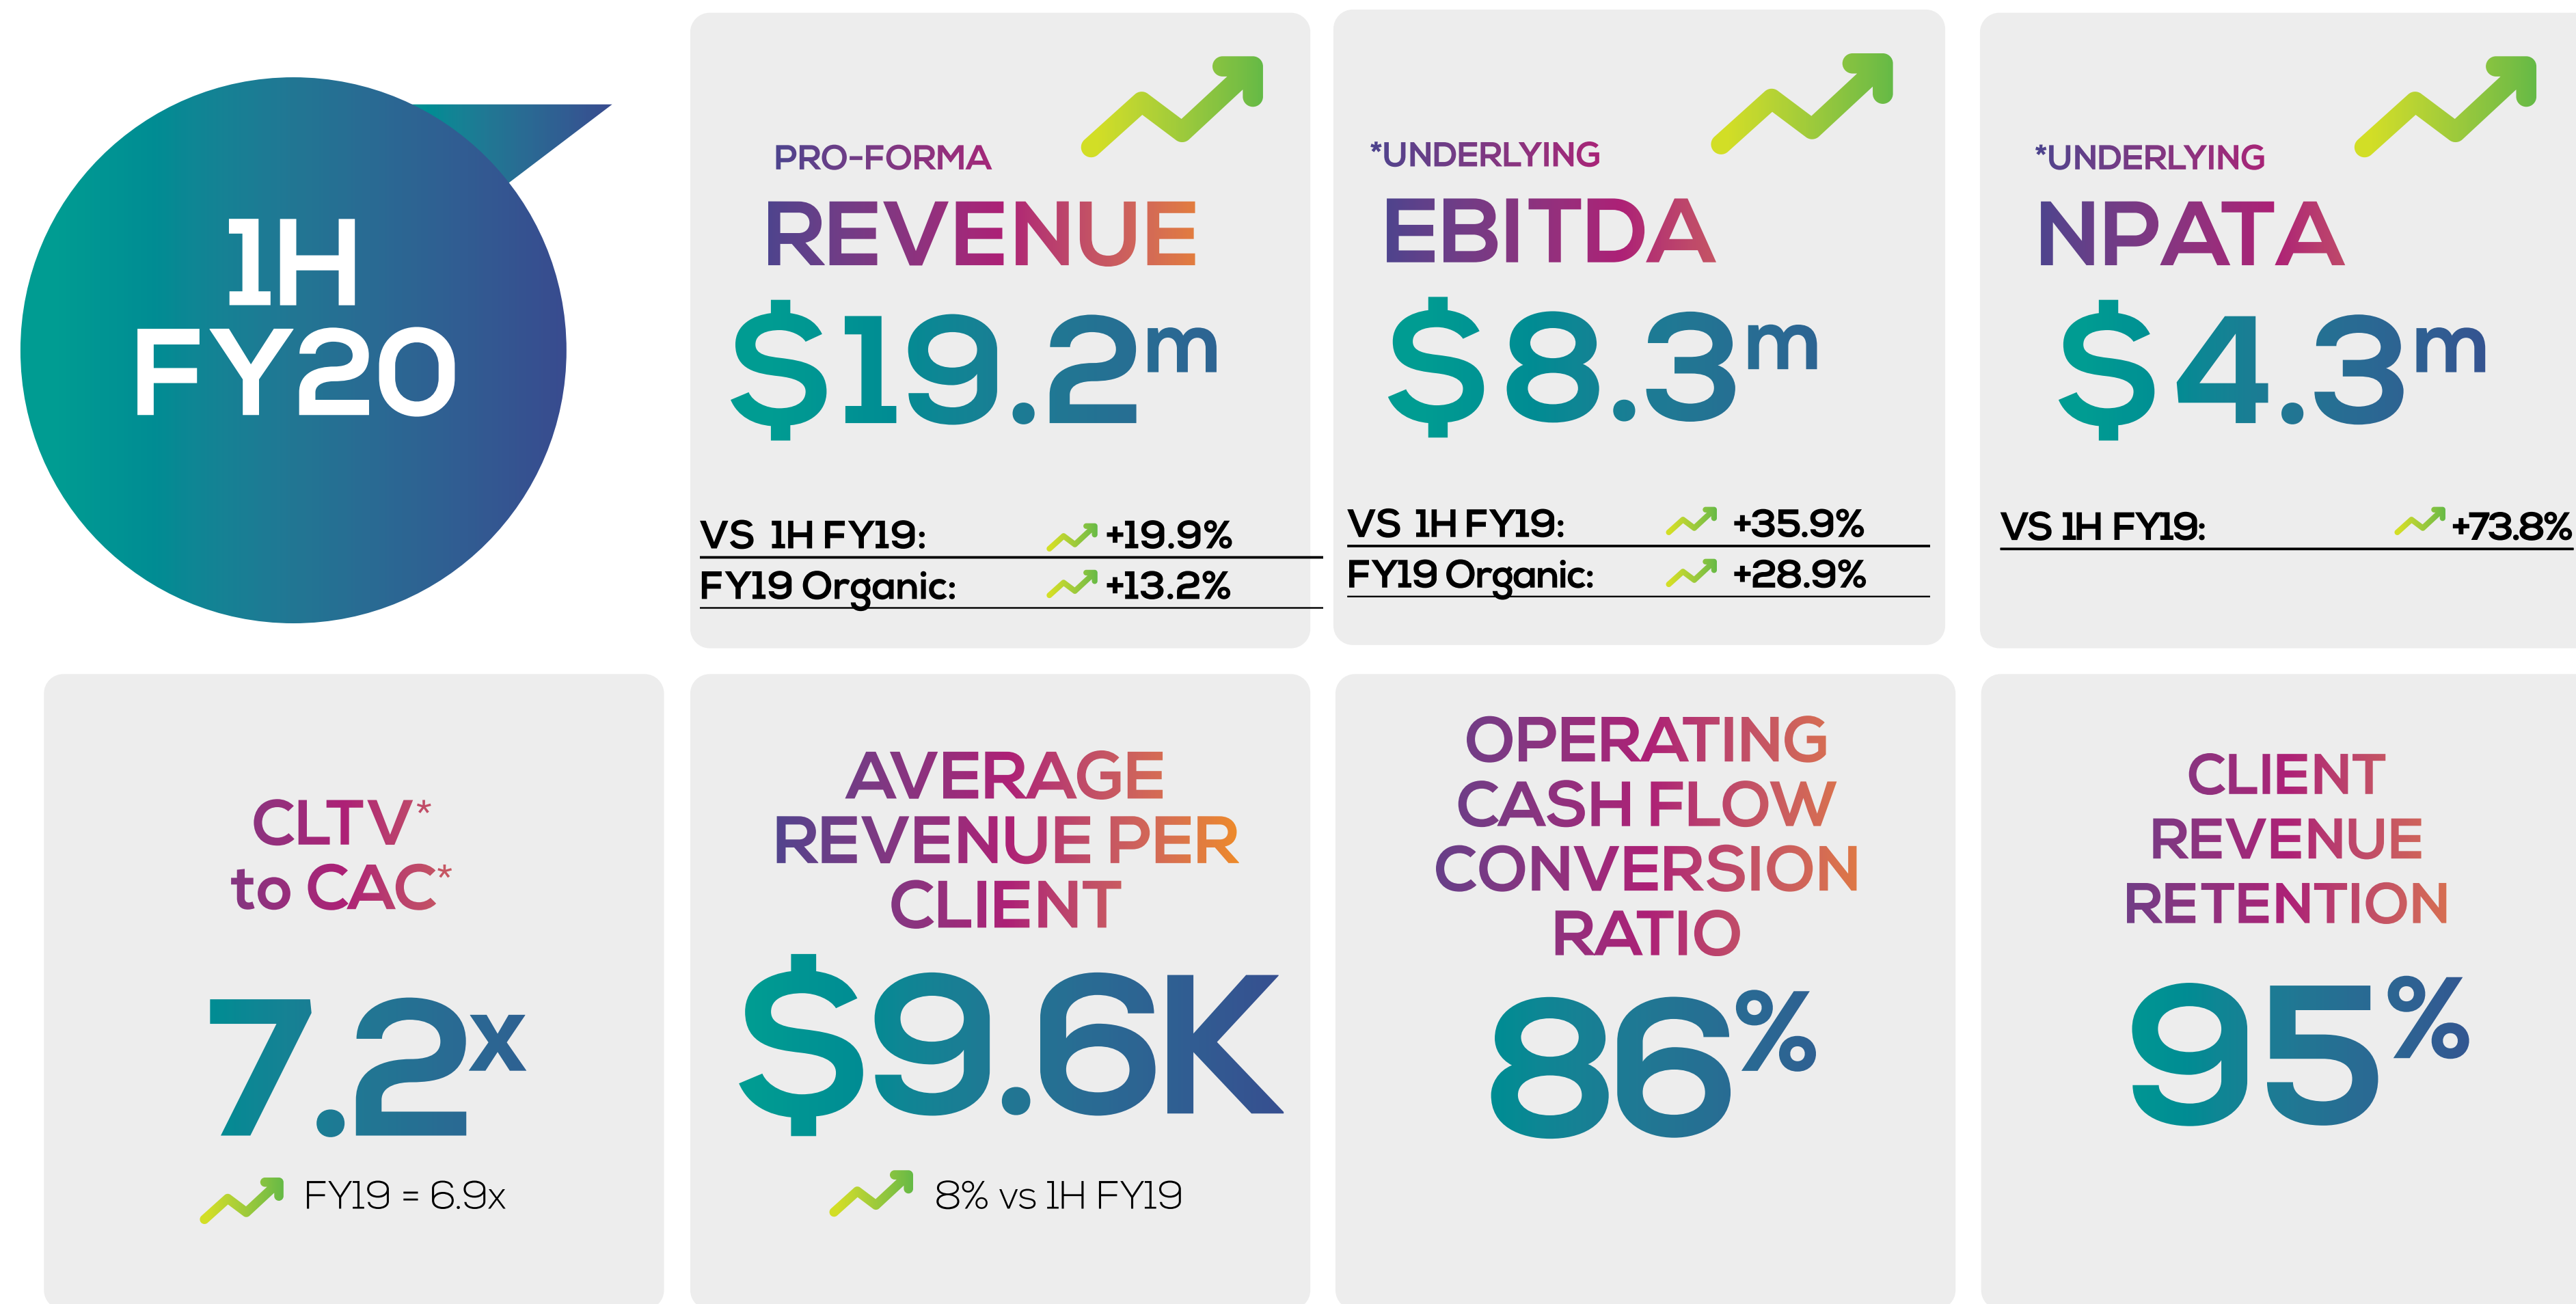 1H
FY20
PRO-FORMA
REVENUE
$19.2m
VS 1H FY19: +19.9%
FY19 Organic: +13.2%
*UNDERLYING
EBITDA
$8.3m
VS 1H FY19: +35.9%
FY19 Organic: +28.9%
*UNDERLYING
NPATA
$4.3m
VS 1H FY19: +73.8%
CLTV*
to CAC*
7.2x
FY19 = 6.9x
AVERAGE
REVENUE PER
CLIENT
$9.6K
8% vs 1H FY19
OPERATING
CASH FLOW
CONVERSION
RATIO
86%
CLIENT
REVENUE
RETENTION
95%